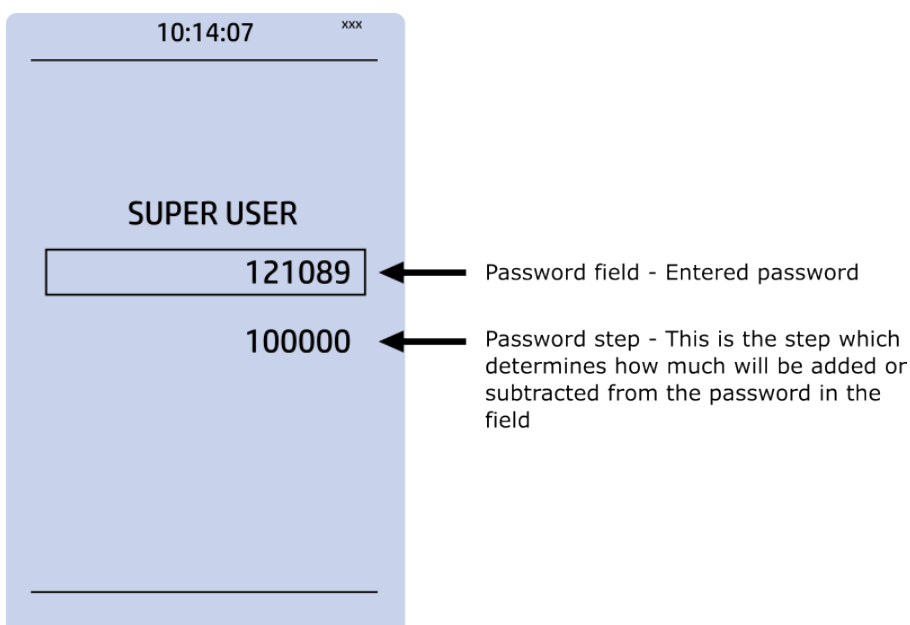 10:14:07 xxx
SUPER USER
121089
Password field - Entered password
100000
Password step - This is the step which
determines how much will be added or
subtracted from the password in the
field